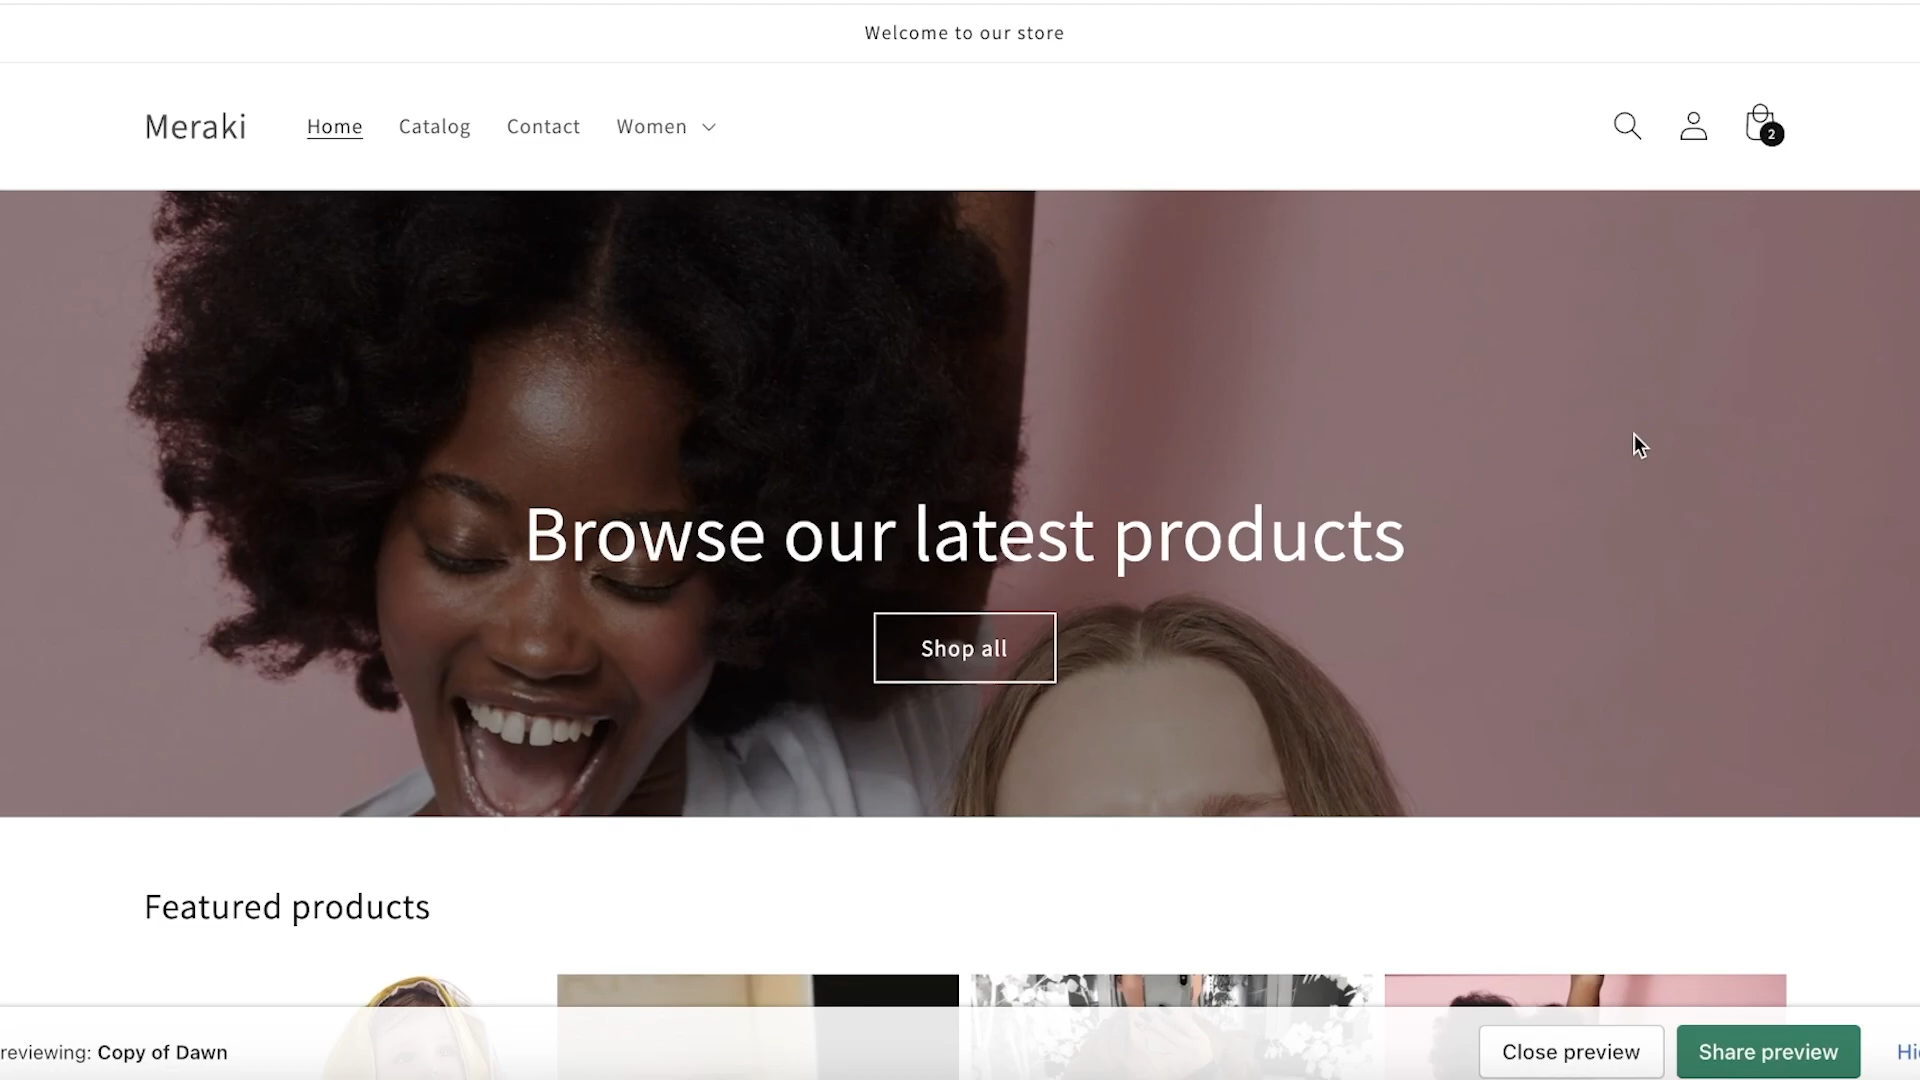 Welcome to our store
Meraki Home Catalog Contact Women 2
Browse our latest products
Shop all
Featured products
reviewing: Copy of Dawn Close preview Share preview